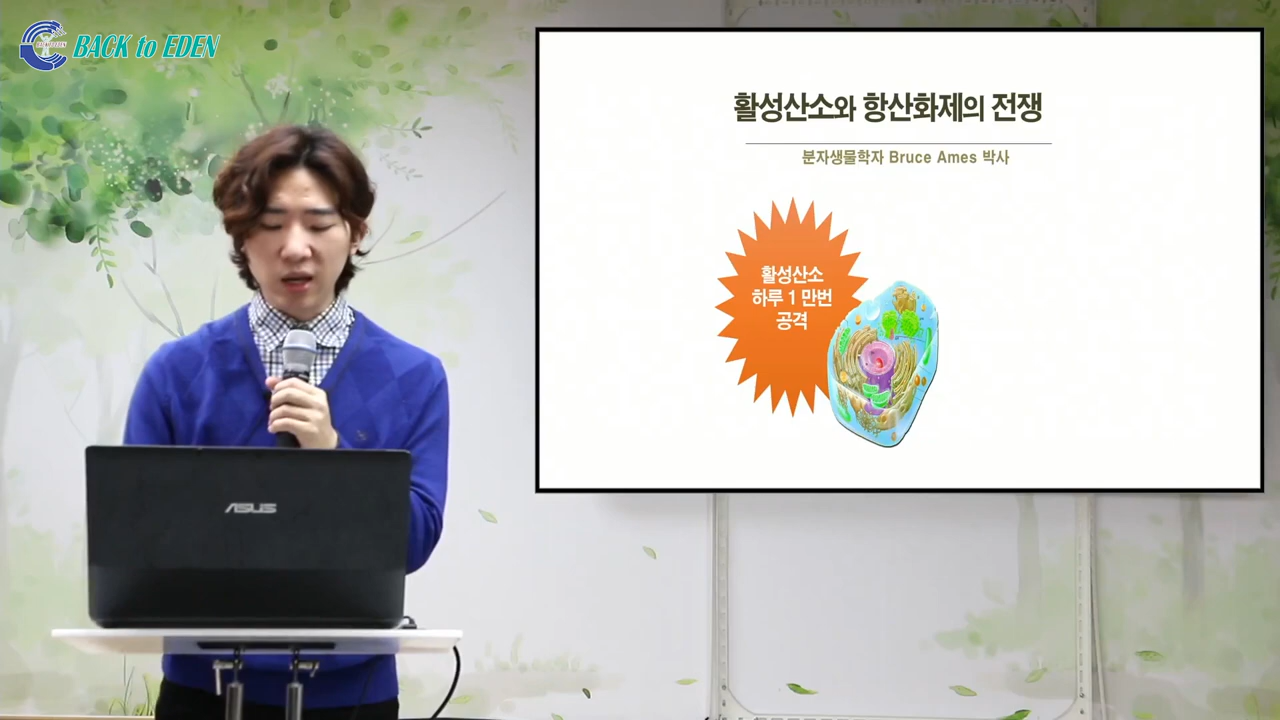 BACK to EDEN
활성산소와 항산화제의 전쟁
분자생물학자 Bruce Ames 박사
활성산소
하루 1 만번
공격
ASUS